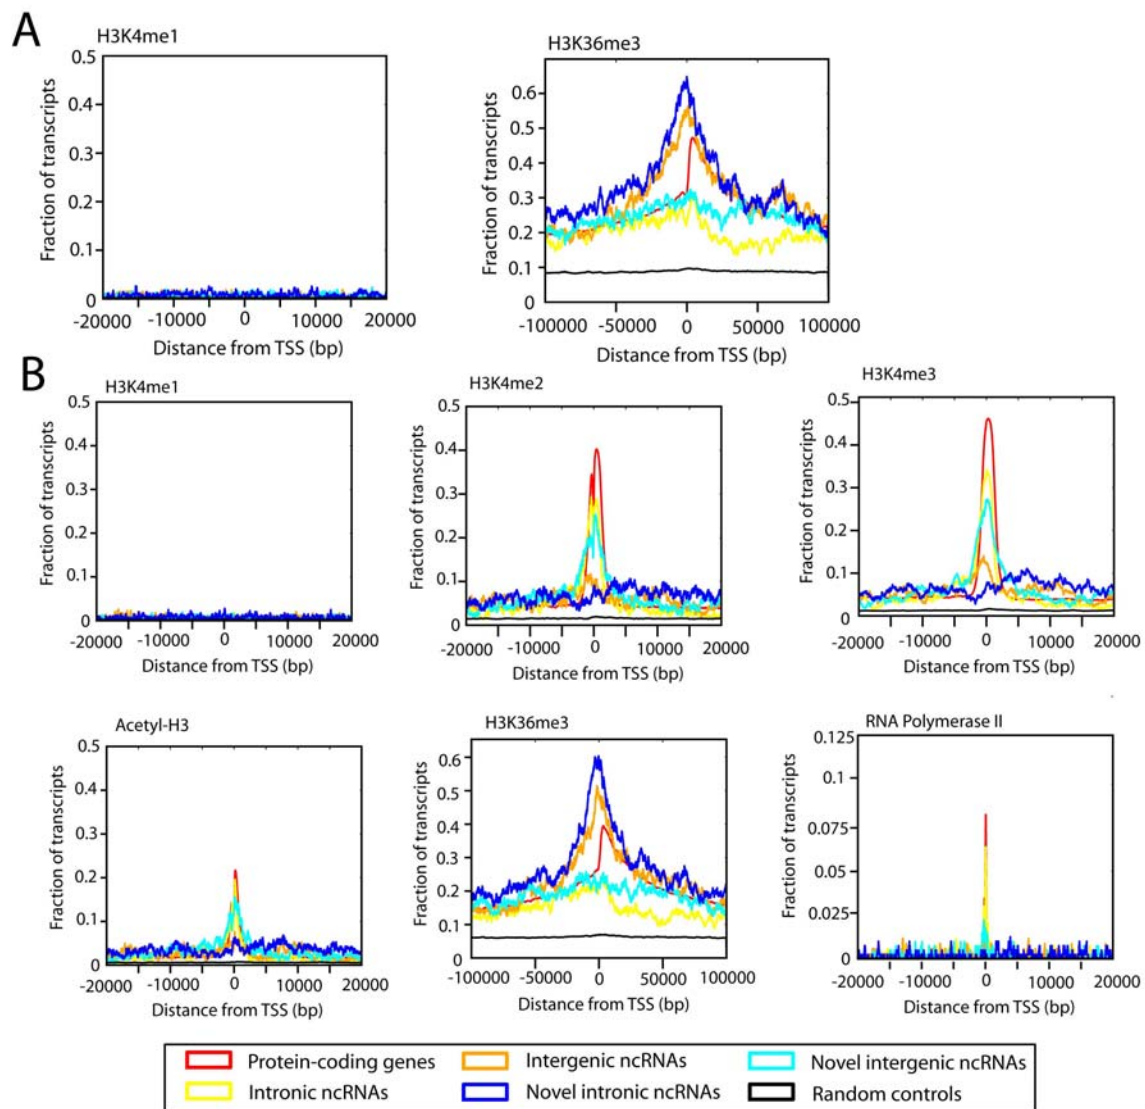 A
H3K4me1
0.5
0.4
0.3
0.2
0.1
0
Fraction of transcripts
-20000 -10000 0 10000 20000
Distance from TSS (bp)
H3K36me3
0.6
0.5
0.4
0.3
0.2
0.1
0
Fraction of transcripts
-100000 -50000 0 50000 100000
Distance from TSS (bp)
B
H3K4me1
0.5
0.4
0.3
0.2
0.1
0
Fraction of transcripts
-20000 -10000 0 10000 20000
Distance from TSS (bp)
H3K4me2
0.5
0.4
0.3
0.2
0.1
0
Fraction of transcripts
-20000 -10000 0 10000 20000
Distance from TSS (bp)
H3K4me3
0.5
0.4
0.3
0.2
0.1
0
Fraction of transcripts
-20000 -10000 0 10000 20000
Distance from TSS (bp)
Acetyl-H3
0.5
0.4
0.3
0.2
0.1
0
Fraction of transcripts
-20000 -10000 0 10000 20000
Distance from TSS (bp)
H3K36me3
0.6
0.5
0.4
0.3
0.2
0.1
0
Fraction of transcripts
-100000 -50000 0 50000 100000
Distance from TSS (bp)
RNA Polymerase II
0.125
0.1
0.075
0.05
0.025
0
Fraction of transcripts
-20000 -10000 0 10000 20000
Distance from TSS (bp)
Protein-coding genes Intergenic ncRNAs Novel intergenic ncRNAs
Intronic ncRNAs Novel intronic ncRNAs Random controls